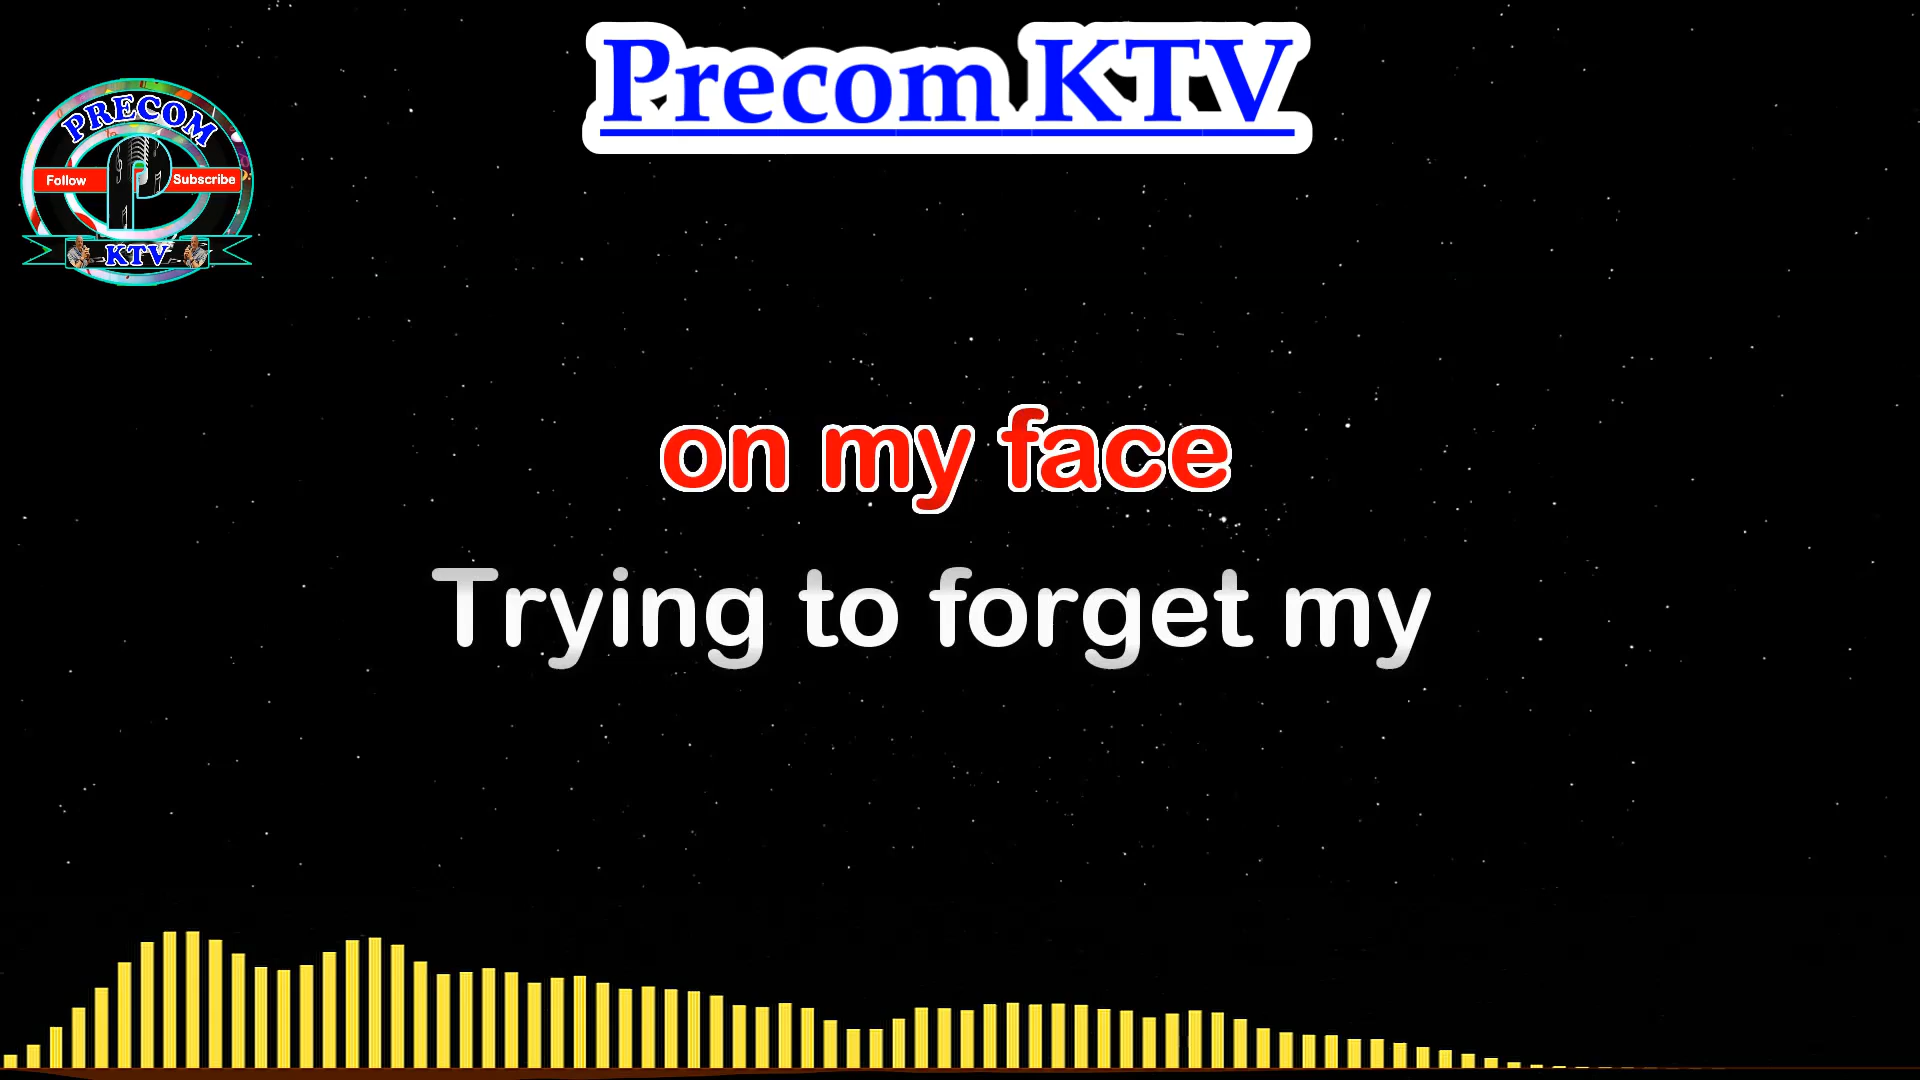 Precom KTV
PRECOM
Follow
Subscribe
KTV
on my face
Trying to forget my